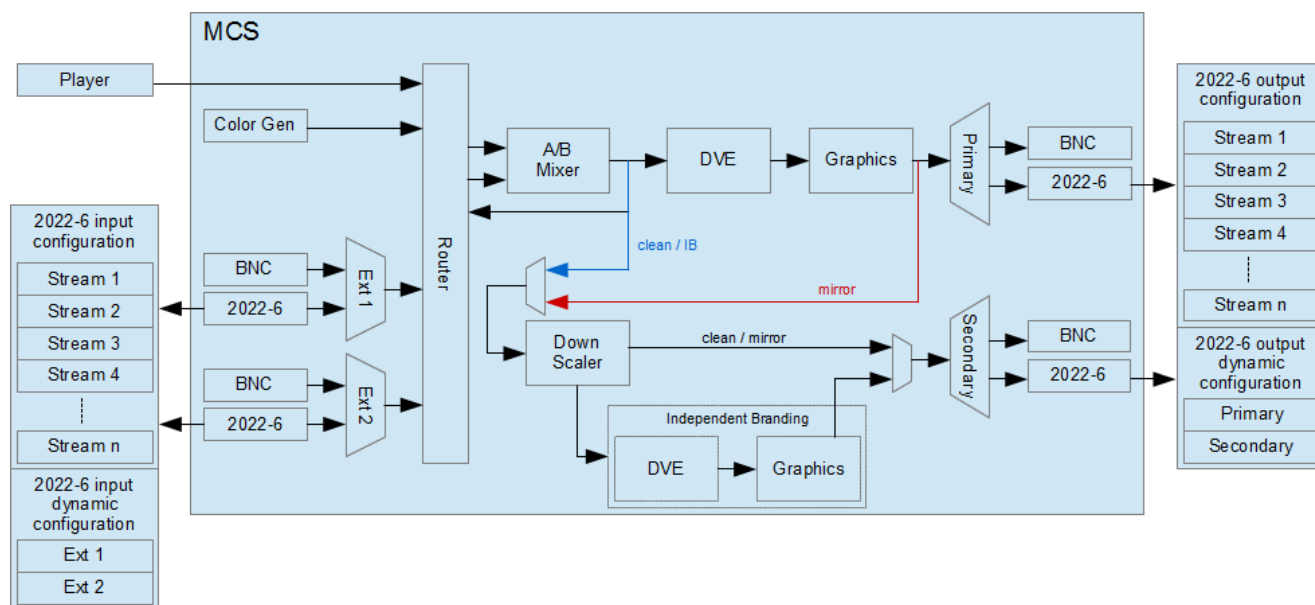 MCS
Player
Color Gen
Router
A/B
Mixer
DVE
Graphics
Primary
BNC
2022-6
2022-6 output
configuration
Stream 1
Stream 2
Stream 3
Stream 4
Stream n
2022-6 output
dynamic
configuration
Primary
Secondary
2022-6 input
configuration
Stream 1
Stream 2
Stream 3
Stream 4
Stream n
2022-6 input
dynamic
configuration
Ext 1
Ext 2
BNC
2022-6
Ext 1
BNC
2022-6
Ext 2
clean / IB
mirror
Down
Scaler
clean / mirror
Independent Branding
DVE
Graphics
Secondary
BNC
2022-6